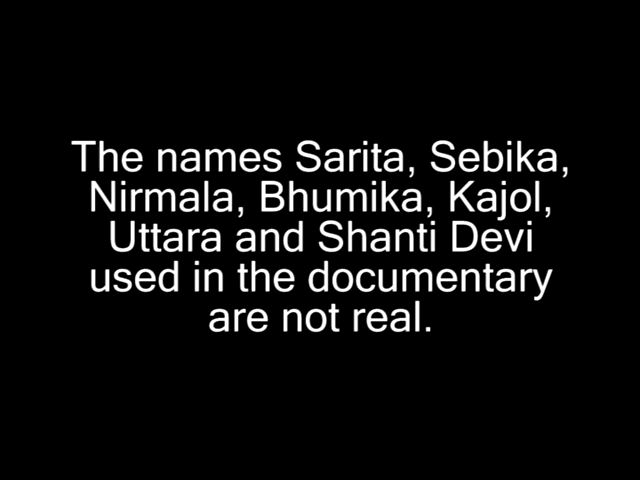 The names Sarita, Sebika,
Nirmala, Bhumika, Kajol,
Uttara and Shanti Devi
used in the documentary
are not real.